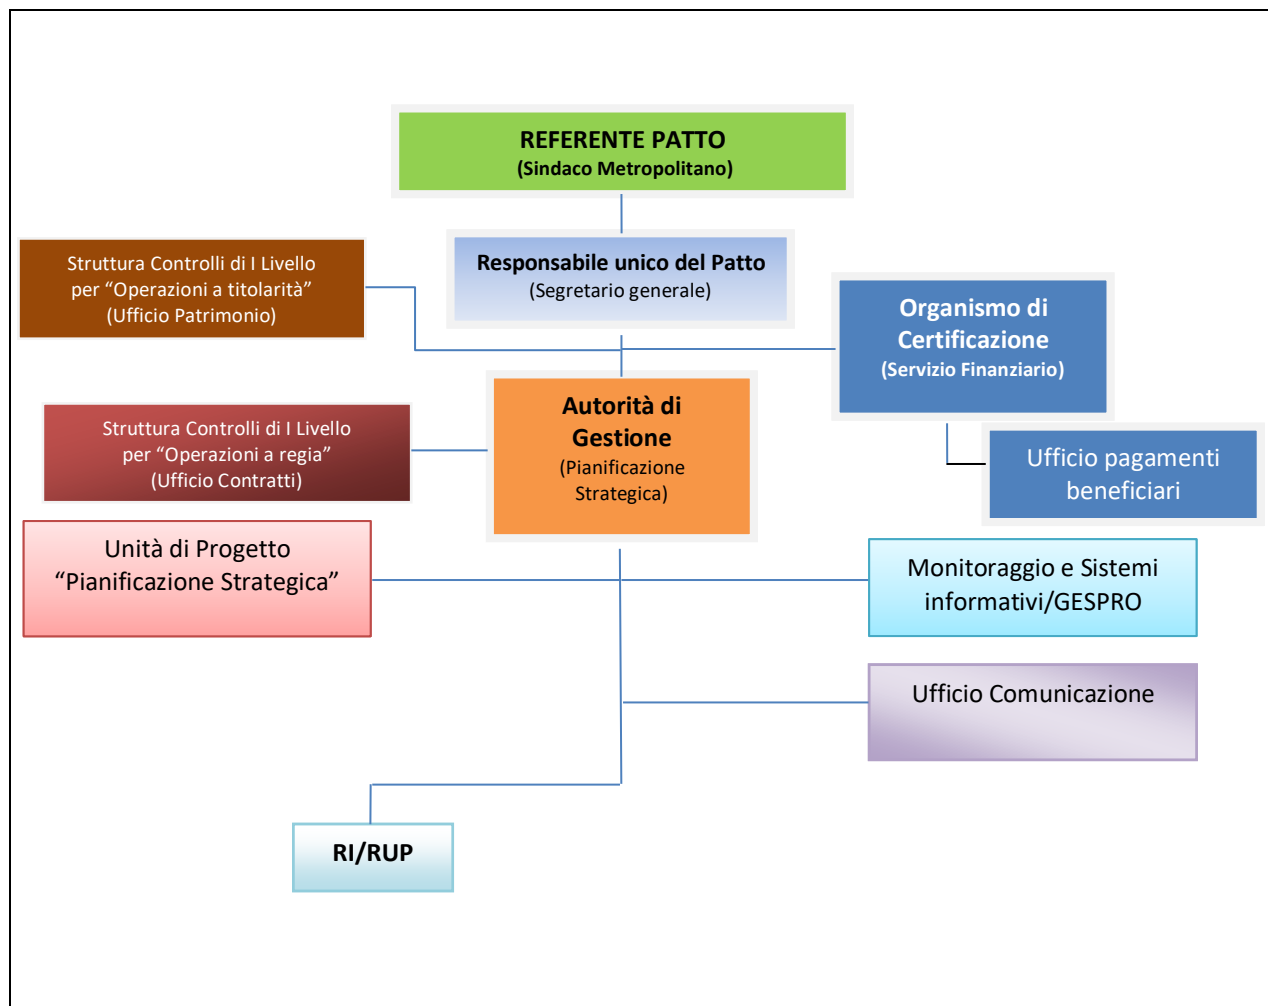 REFERENTE PATTO
(Sindaco Metropolitano)
Struttura Controlli di I Livello
per “Operazioni a titolarità”
(Ufficio Patrimonio)
Responsabile unico del Patto
(Segretario generale)
Organismo di
Certificazione
(Servizio Finanziario)
Autorità di
Gestione
(Pianificazione
Strategica)
Struttura Controlli di I Livello
per “Operazioni a regia”
(Ufficio Contratti)
Ufficio pagamenti
beneficiari
Unità di Progetto
“Pianificazione Strategica”
Monitoraggio e Sistemi
informativi/GESPRO
Ufficio Comunicazione
RI/RUP